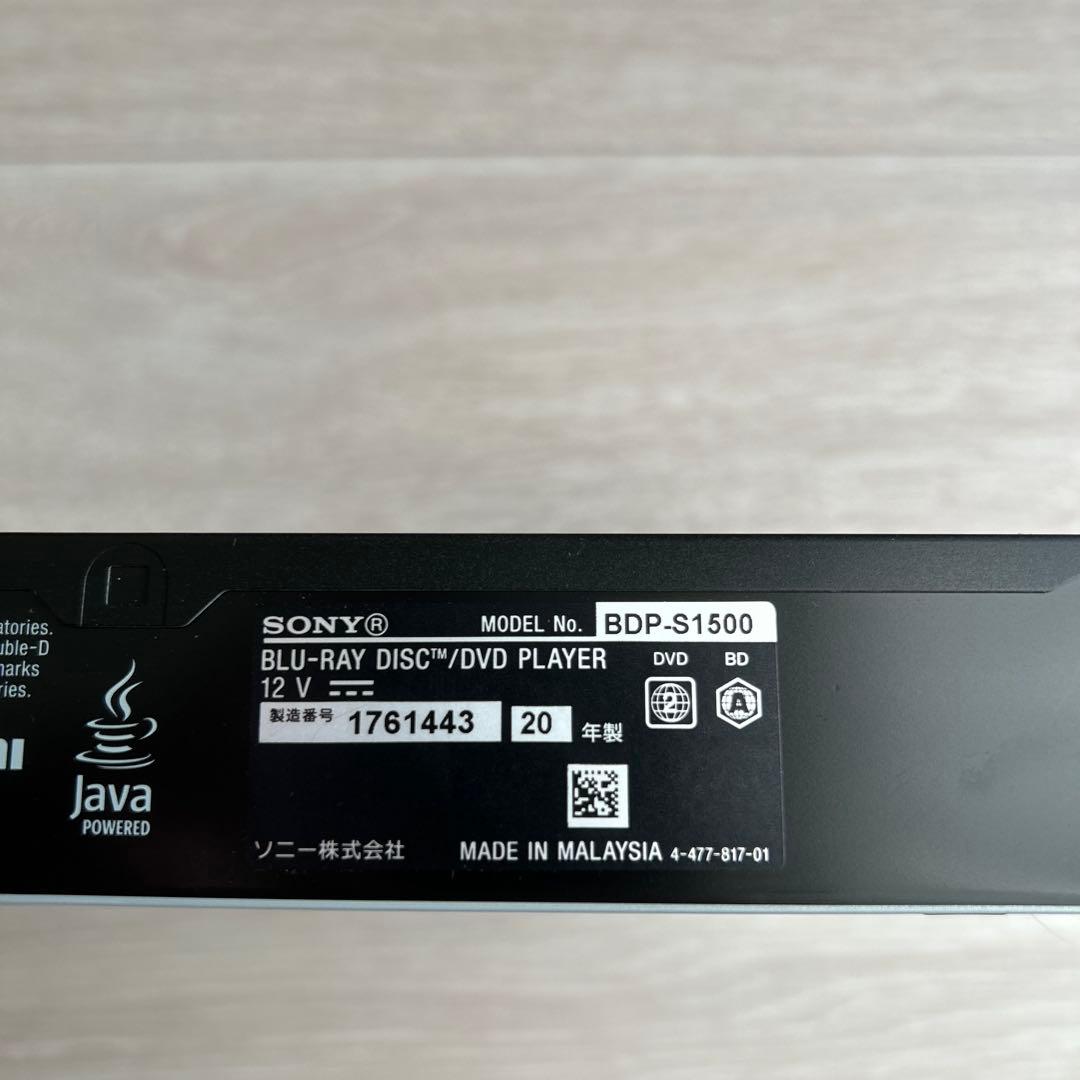 SONY® MODEL No. BDP-S1500
BLU-RAY DISC™/DVD PLAYER DVD BD
12 V ⎓
2 A
製造番号 1761443 20 年製
ソニー株式会社 MADE IN MALAYSIA 4-477-817-01
atories.
uble-D
narks
ries.
Java
POWERED